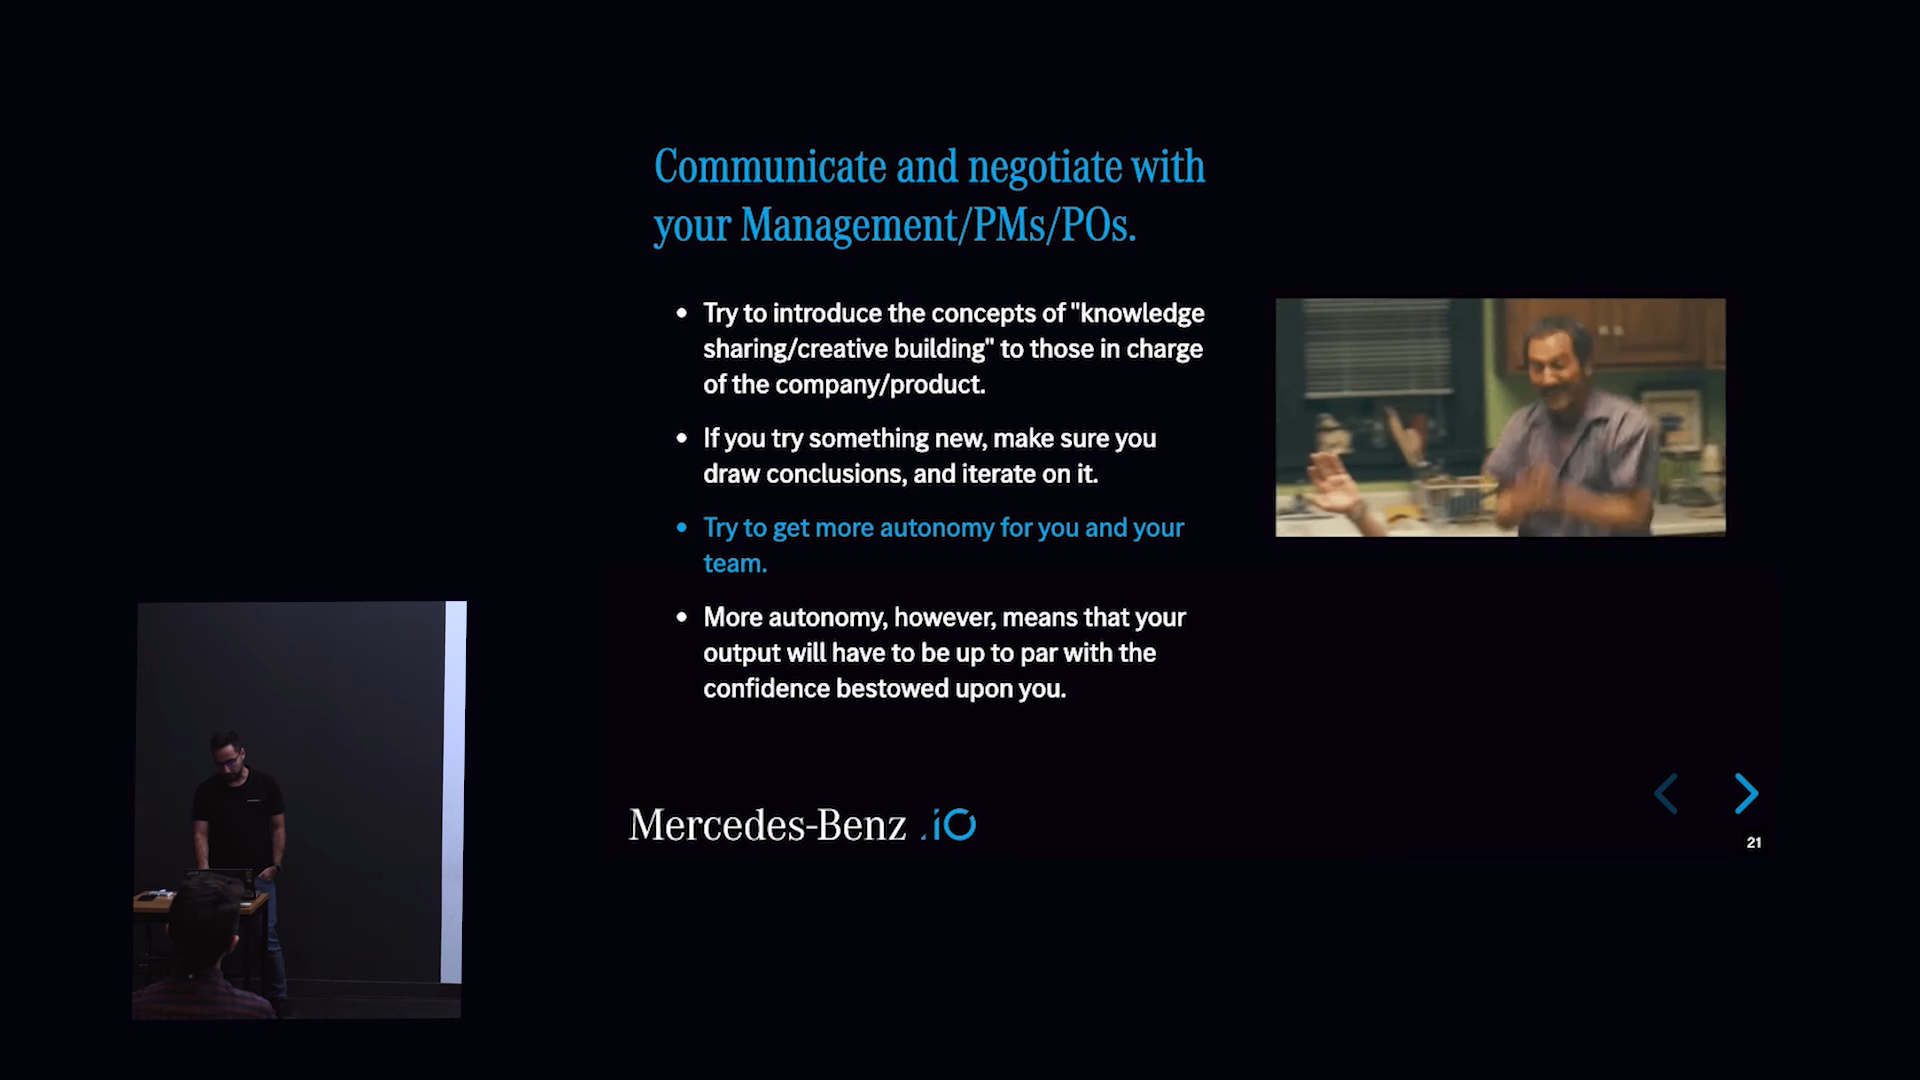 Communicate and negotiate with
your Management/PMs/POs.
• Try to introduce the concepts of "knowledge
sharing/creative building" to those in charge
of the company/product.
• If you try something new, make sure you
draw conclusions, and iterate on it.
• Try to get more autonomy for you and your
team.
• More autonomy, however, means that your
output will have to be up to par with the
confidence bestowed upon you.
Mercedes-Benz .io
21